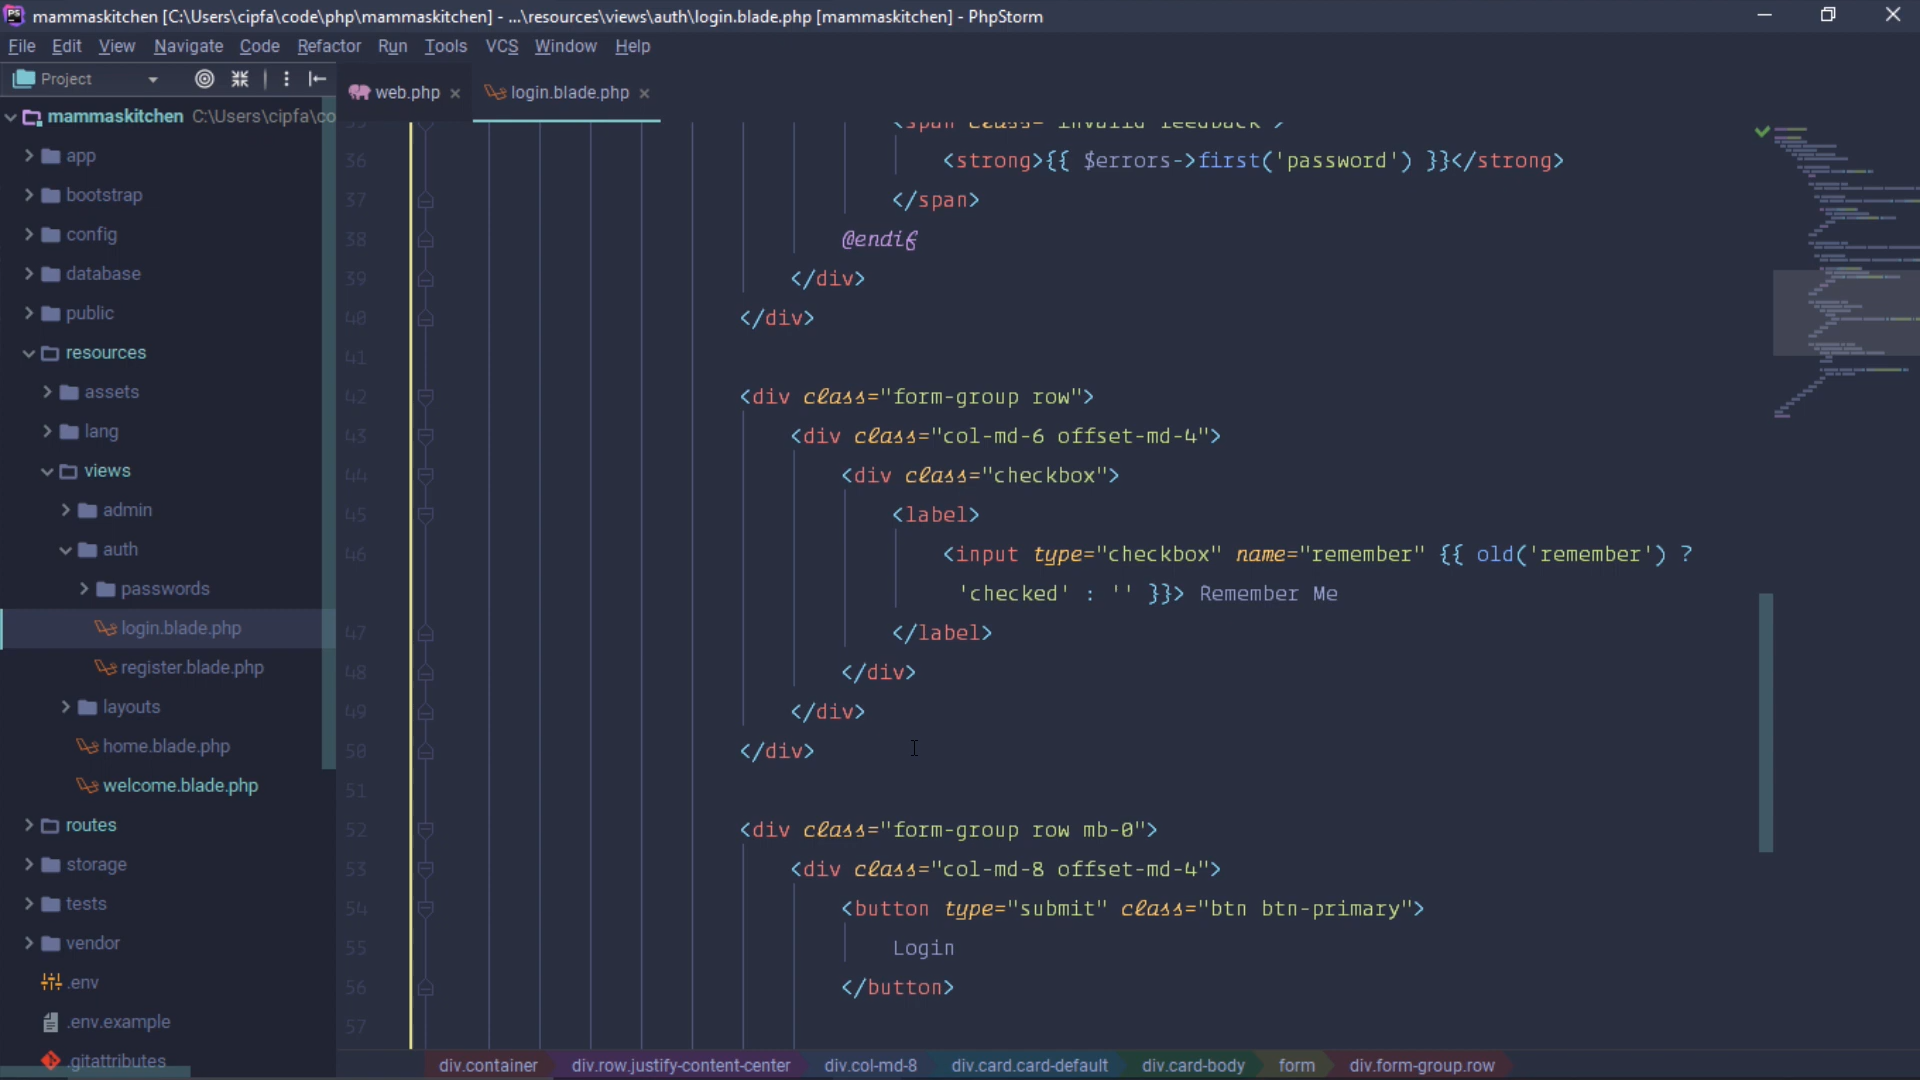 mammaskitchen [C:\Users\cipfa\code\php\mammaskitchen] - ...\resources\views\auth\login.blade.php [mammaskitchen] - PhpStorm
File Edit View Navigate Code Refactor Run Tools VCS Window Help
Project
web.php
login.blade.php
mammaskitchen C:\Users\cipfa\co
app
bootstrap
config
database
public
resources
assets
lang
views
admin
auth
passwords
login.blade.php
register.blade.php
layouts
home.blade.php
welcome.blade.php
routes
storage
tests
vendor
.env
.env.example
.gitattributes
36 <strong>{{ $errors->first('password') }}</strong>
37 </span>
38 @endif
39 </div>
40 </div>
41
42 <div class="form-group row">
43 <div class="col-md-6 offset-md-4">
44 <div class="checkbox">
45 <label>
46 <input type="checkbox" name="remember" {{ old('remember') ?
'checked' : '' }}> Remember Me
47 </label>
48 </div>
49 </div>
50 </div>
51
52 <div class="form-group row mb-0">
53 <div class="col-md-8 offset-md-4">
54 <button type="submit" class="btn btn-primary">
55 Login
56 </button>
57
div.container div.row.justify-content-center div.col-md-8 div.card.card-default div.card-body form div.form-group.row